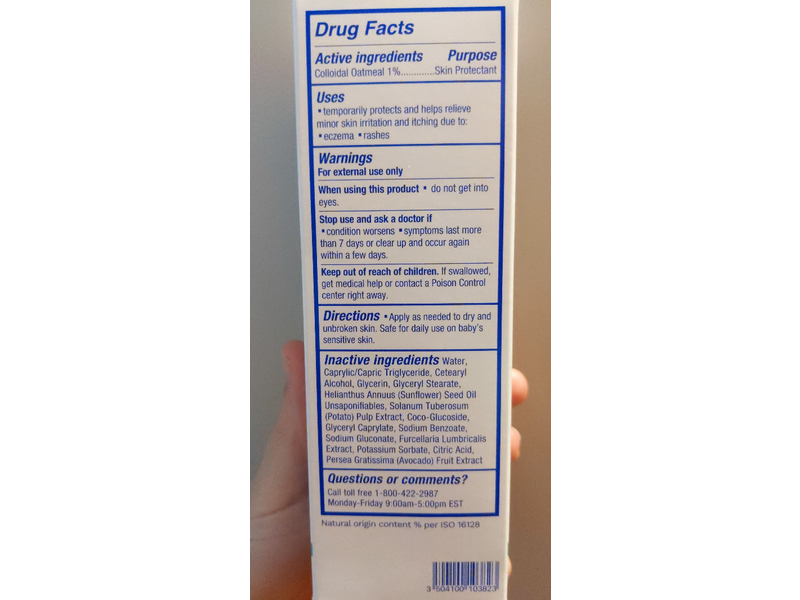 Drug Facts
Active ingredients Purpose
Colloidal Oatmeal 1%.............Skin Protectant
Uses
▪ temporarily protects and helps relieve
minor skin irritation and itching due to:
▪ eczema ▪ rashes
Warnings
For external use only
When using this product ▪ do not get into
eyes.
Stop use and ask a doctor if
▪ condition worsens ▪ symptoms last more
than 7 days or clear up and occur again
within a few days.
Keep out of reach of children. If swallowed,
get medical help or contact a Poison Control
center right away.
Directions ▪ Apply as needed to dry and
unbroken skin. Safe for daily use on baby's
sensitive skin.
Inactive ingredients Water,
Caprylic/Capric Triglyceride, Cetearyl
Alcohol, Glycerin, Glyceryl Stearate,
Helianthus Annuus (Sunflower) Seed Oil
Unsaponifiables, Solanum Tuberosum
(Potato) Pulp Extract, Coco-Glucoside,
Glyceryl Caprylate, Sodium Benzoate,
Sodium Gluconate, Furcellaria Lumbricalis
Extract, Potassium Sorbate, Citric Acid,
Persea Gratissima (Avocado) Fruit Extract
Questions or comments?
Call toll free 1-800-422-2987
Monday-Friday 9:00am-5:00pm EST
Natural origin content % per ISO 16128
3 504100 103823